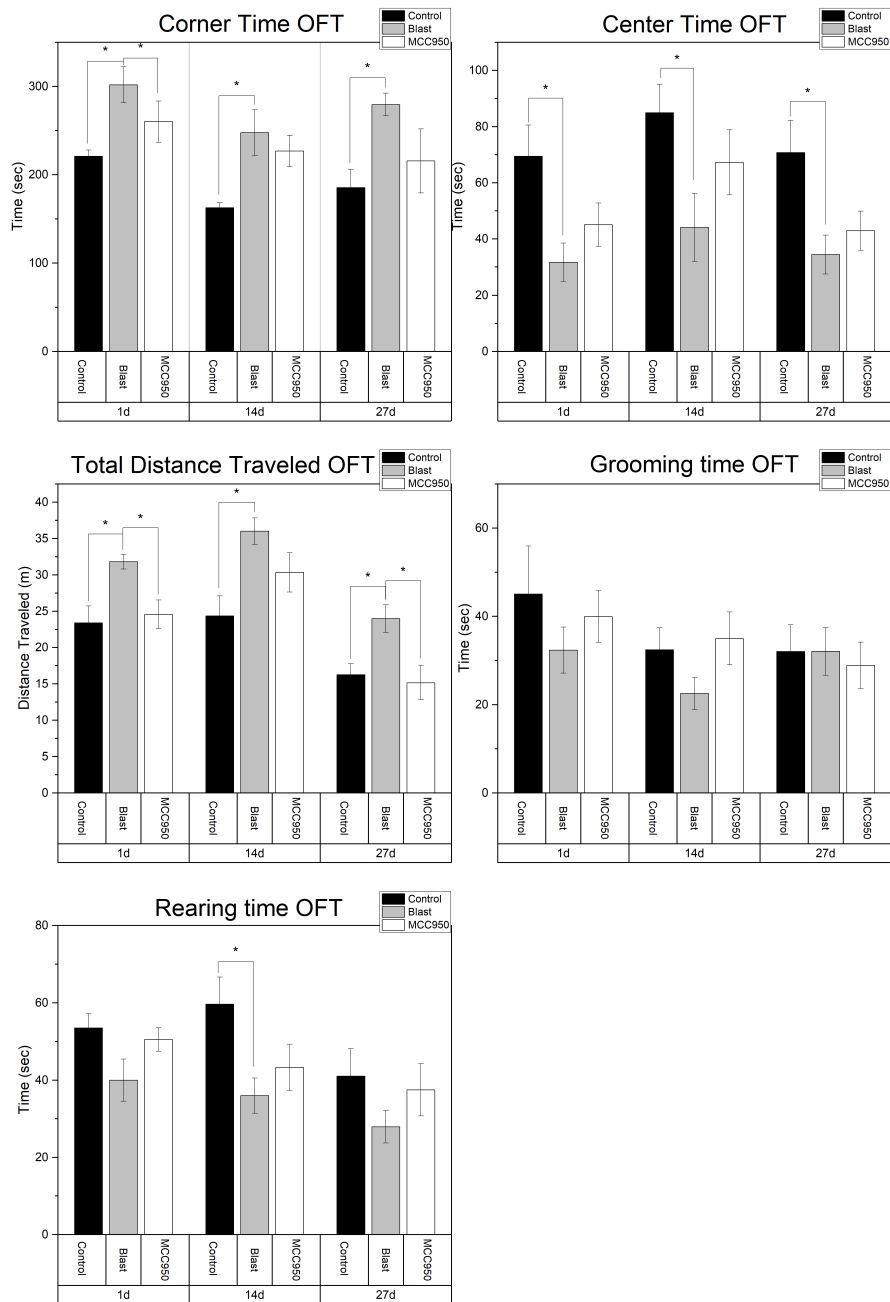 Corner Time OFT
Control
Blast
MCC950
* *
*
*
300
200
100
0
Time (sec)
Control Blast MCC950 Control Blast MCC950 Control Blast MCC950
1d 14d 27d
Center Time OFT
Control
Blast
MCC950
*
*
*
100
80
60
40
20
0
Time (sec)
Control Blast MCC950 Control Blast MCC950 Control Blast MCC950
1d 14d 27d
Total Distance Traveled OFT
Control
Blast
MCC950
* *
*
* *
40
35
30
25
20
15
10
5
0
Distance Traveled (m)
Control Blast MCC950 Control Blast MCC950 Control Blast MCC950
1d 14d 27d
Grooming time OFT
Control
Blast
MCC950
60
40
20
0
Time (sec)
Control Blast MCC950 Control Blast MCC950 Control Blast MCC950
1d 14d 27d
Rearing time OFT
Control
Blast
MCC950
*
80
60
40
20
0
Time (sec)
Control Blast MCC950 Control Blast MCC950 Control Blast MCC950
1d 14d 27d